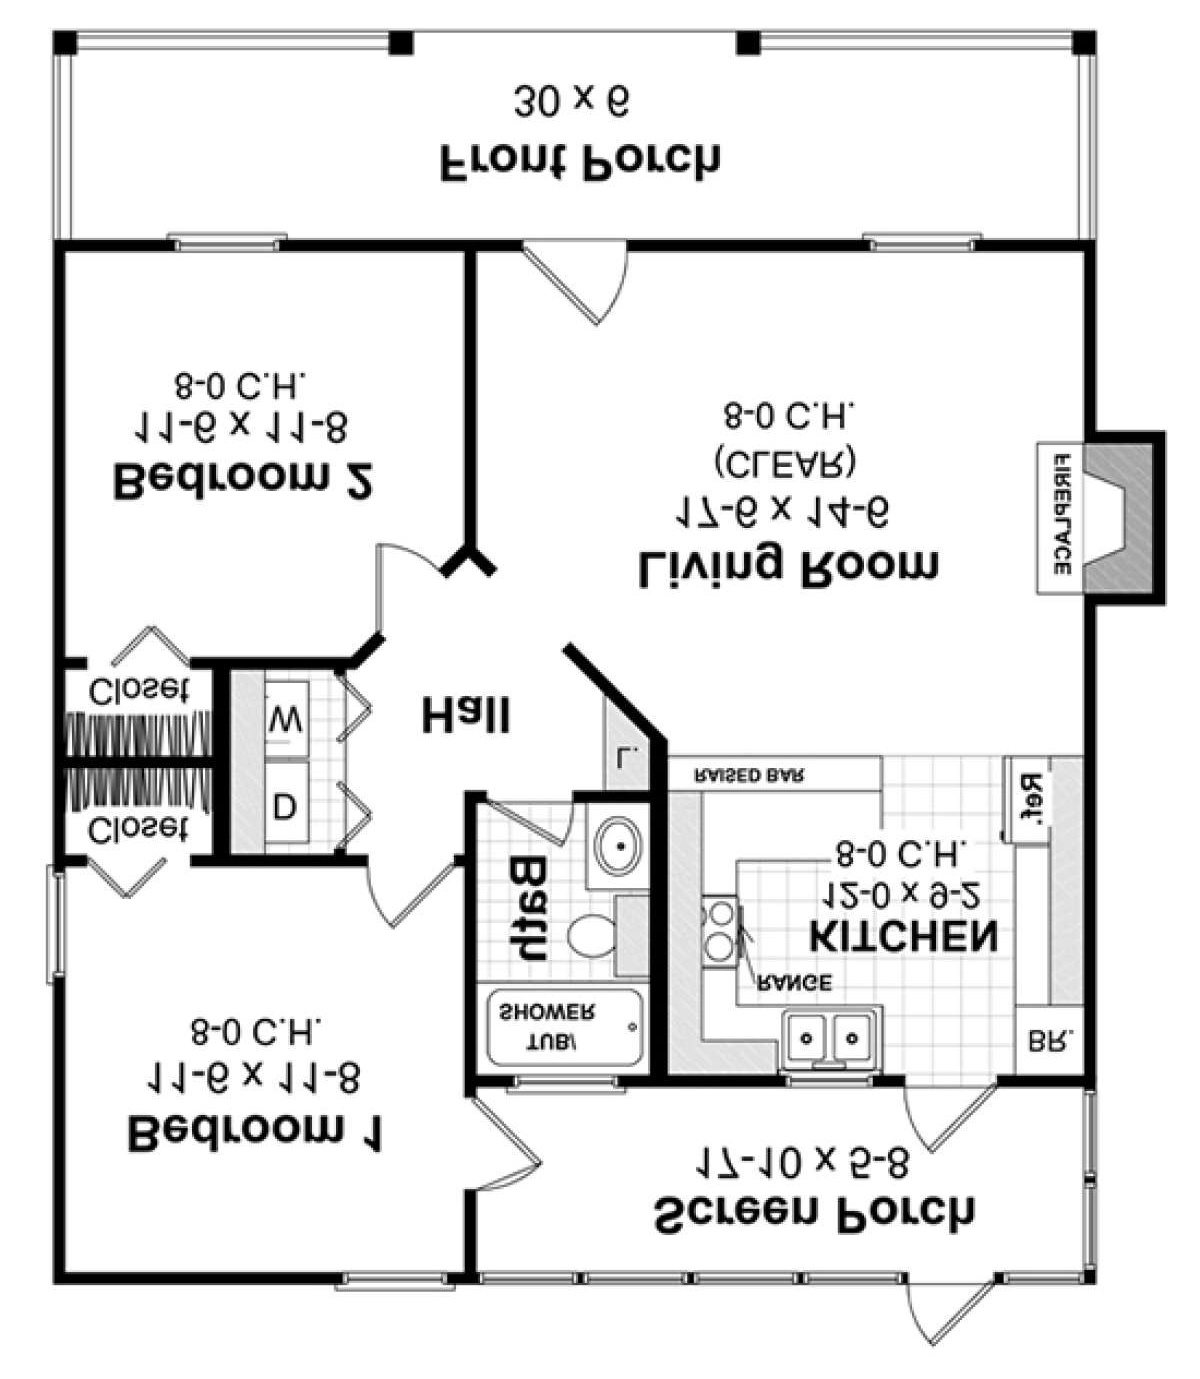 Screen Porch
17-10 x 5-8
Bedroom 1
11-6 x 11-8
8-0 C.H.
TUB/
SHOWER
BR.
RANGE
KITCHEN
12-0 x 9-2
8-0 C.H.
Bath
Closet
D
Ref.
RAISED BAR
L.
W
Closet
Hall
Living Room
17-6 x 14-6
(CLEAR)
8-0 C.H.
FIREPLACE
Bedroom 2
11-6 x 11-8
8-0 C.H.
Front Porch
30 x 6